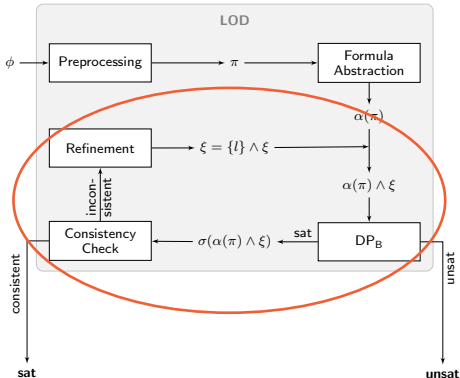 LOD
ϕ
Preprocessing
π
Formula
Abstraction
α(π)
Refinement
ξ = {l} ∧ ξ
incon-
sistent
α(π) ∧ ξ
Consistency
Check
σ(α(π) ∧ ξ)
sat
DP_B
consistent
unsat
sat
unsat